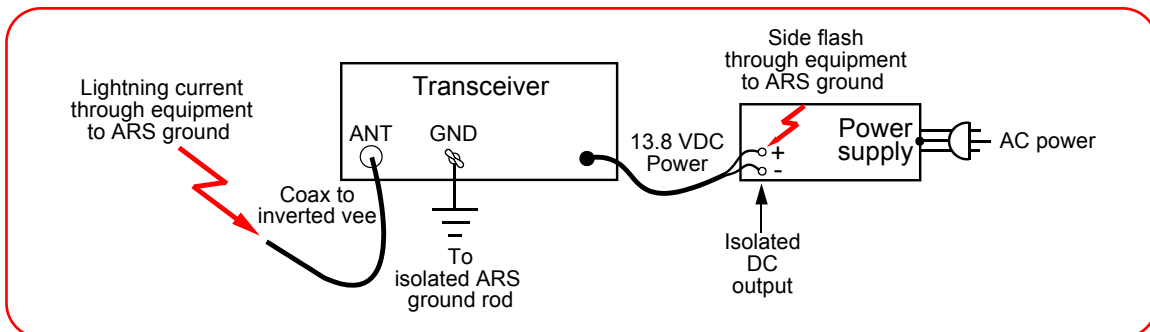 Lightning current
through equipment
to ARS ground
Transceiver
ANT
GND
Coax to
inverted vee
To
isolated ARS
ground rod
13.8 VDC
Power
Side flash
through equipment
to ARS ground
+
-
Power
supply
AC power
Isolated
DC
output